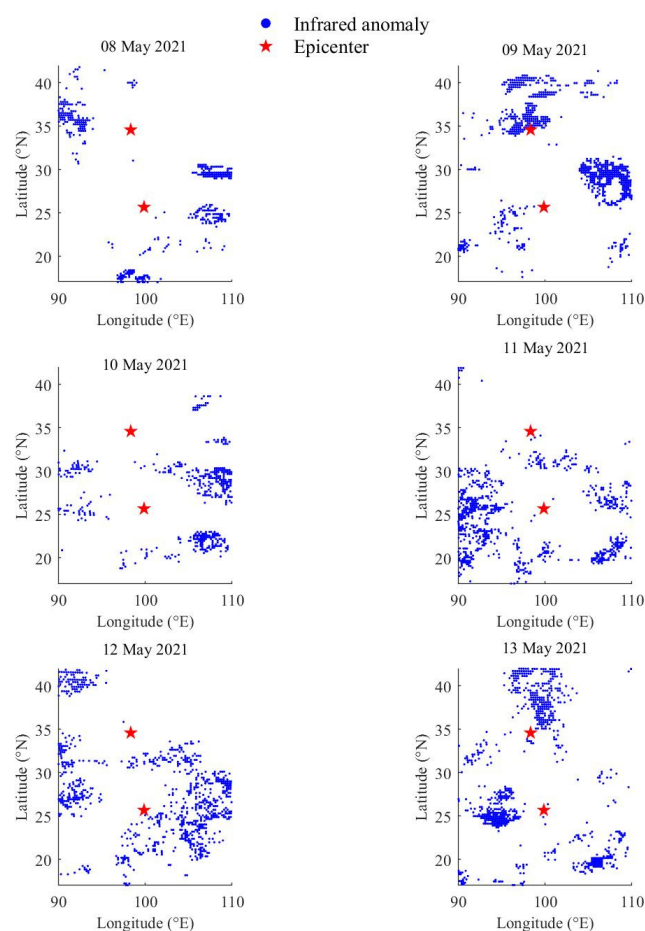 Infrared anomaly
Epicenter
08 May 2021
09 May 2021
40
35
30
25
20
90
100
110
Latitude (°N)
Longitude (°E)
40
35
30
25
20
90
100
110
Latitude (°N)
Longitude (°E)
10 May 2021
11 May 2021
40
35
30
25
20
90
100
110
Latitude (°N)
Longitude (°E)
40
35
30
25
20
90
100
110
Latitude (°N)
Longitude (°E)
12 May 2021
13 May 2021
40
35
30
25
20
90
100
110
Latitude (°N)
Longitude (°E)
40
35
30
25
20
90
100
110
Latitude (°N)
Longitude (°E)